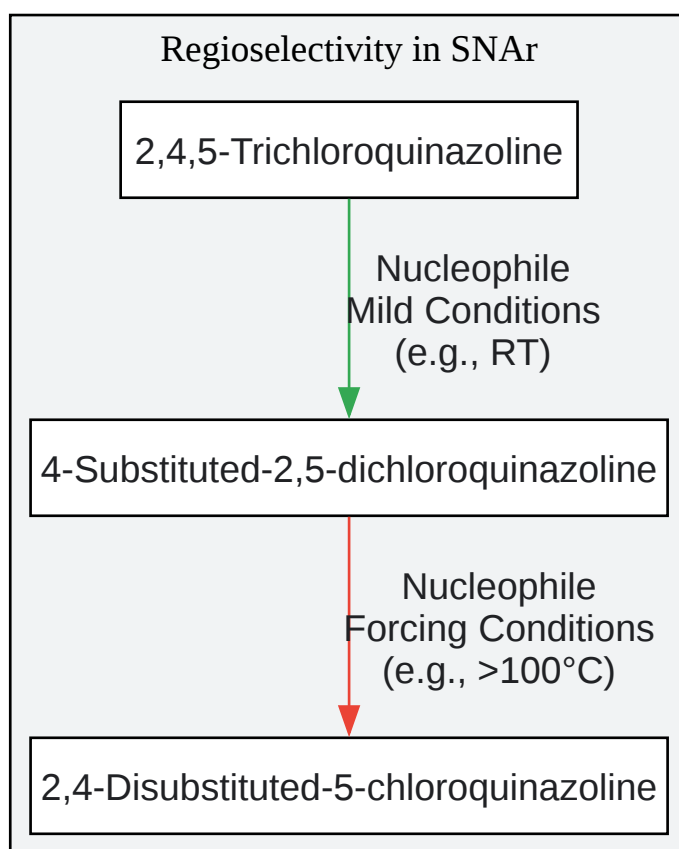 Regioselectivity in SNAr
2,4,5-Trichloroquinazoline
Nucleophile
Mild Conditions
(e.g., RT)
4-Substituted-2,5-dichloroquinazoline
Nucleophile
Forcing Conditions
(e.g., >100°C)
2,4-Disubstituted-5-chloroquinazoline